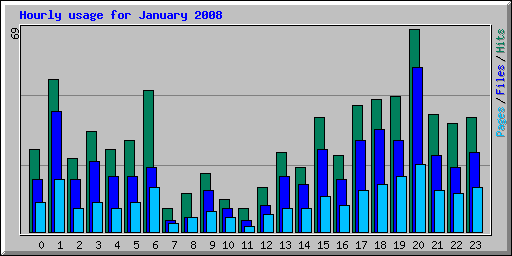 Hourly usage for January 2008
69
Pages / Files / Hits
0 1 2 3 4 5 6 7 8 9 10 11 12 13 14 15 16 17 18 19 20 21 22 23